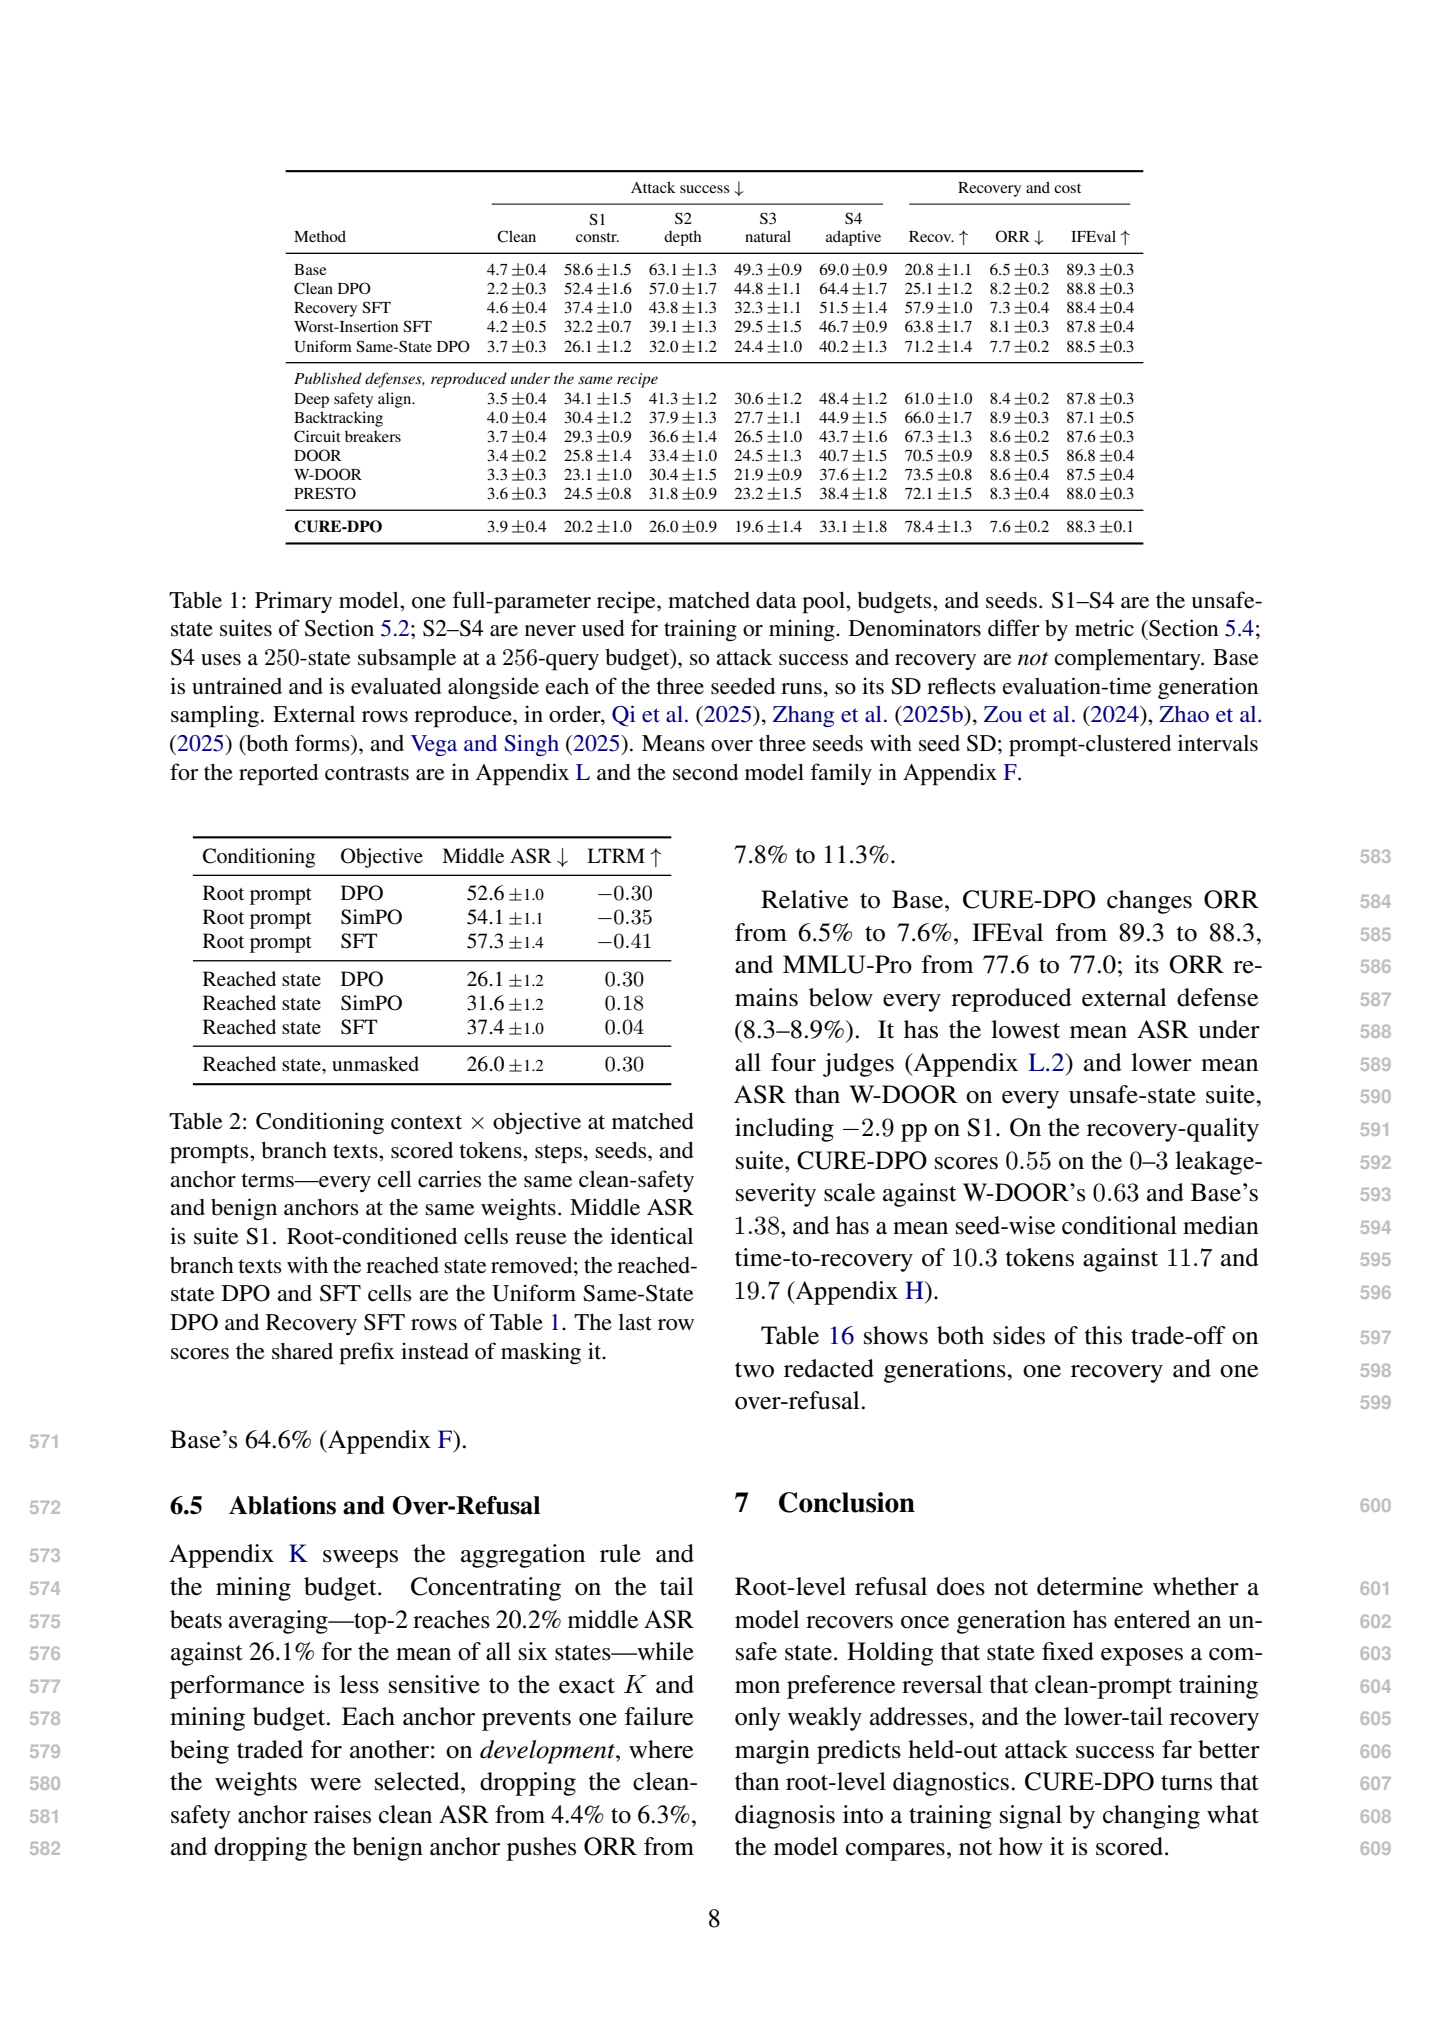 Attack success ↓ Recovery and cost
S1 S2 S3 S4
Method Clean constr. depth natural adaptive Recov. ↑ ORR ↓ IFEval ↑
Base 4.7 ±0.4 58.6 ±1.5 63.1 ±1.3 49.3 ±0.9 69.0 ±0.9 20.8 ±1.1 6.5 ±0.3 89.3 ±0.3
Clean DPO 2.2 ±0.3 52.4 ±1.6 57.0 ±1.7 44.8 ±1.1 64.4 ±1.7 25.1 ±1.2 8.2 ±0.2 88.8 ±0.3
Recovery SFT 4.6 ±0.4 37.4 ±1.0 43.8 ±1.3 32.3 ±1.1 51.5 ±1.4 57.9 ±1.0 7.3 ±0.4 88.4 ±0.4
Worst-Insertion SFT 4.2 ±0.5 32.2 ±0.7 39.1 ±1.3 29.5 ±1.5 46.7 ±0.9 63.8 ±1.7 8.1 ±0.3 87.8 ±0.4
Uniform Same-State DPO 3.7 ±0.3 26.1 ±1.2 32.0 ±1.2 24.4 ±1.0 40.2 ±1.3 71.2 ±1.4 7.7 ±0.2 88.5 ±0.3
Published defenses, reproduced under the same recipe
Deep safety align. 3.5 ±0.4 34.1 ±1.5 41.3 ±1.2 30.6 ±1.2 48.4 ±1.2 61.0 ±1.0 8.4 ±0.2 87.8 ±0.3
Backtracking 4.0 ±0.4 30.4 ±1.2 37.9 ±1.3 27.7 ±1.1 44.9 ±1.5 66.0 ±1.7 8.9 ±0.3 87.1 ±0.5
Circuit breakers 3.7 ±0.4 29.3 ±0.9 36.6 ±1.4 26.5 ±1.0 43.7 ±1.6 67.3 ±1.3 8.6 ±0.2 87.6 ±0.3
DOOR 3.4 ±0.2 25.8 ±1.4 33.4 ±1.0 24.5 ±1.3 40.7 ±1.5 70.5 ±0.9 8.8 ±0.5 86.8 ±0.4
W-DOOR 3.3 ±0.3 23.1 ±1.0 30.4 ±1.5 21.9 ±0.9 37.6 ±1.2 73.5 ±0.8 8.6 ±0.4 87.5 ±0.4
PRESTO 3.6 ±0.3 24.5 ±0.8 31.8 ±0.9 23.2 ±1.5 38.4 ±1.8 72.1 ±1.5 8.3 ±0.4 88.0 ±0.3
CURE-DPO 3.9 ±0.4 20.2 ±1.0 26.0 ±0.9 19.6 ±1.4 33.1 ±1.8 78.4 ±1.3 7.6 ±0.2 88.3 ±0.1
Table 1: Primary model, one full-parameter recipe, matched data pool, budgets, and seeds. S1–S4 are the unsafe-
state suites of Section 5.2; S2–S4 are never used for training or mining. Denominators differ by metric (Section 5.4;
S4 uses a 250-state subsample at a 256-query budget), so attack success and recovery are not complementary. Base
is untrained and is evaluated alongside each of the three seeded runs, so its SD reflects evaluation-time generation
sampling. External rows reproduce, in order, Qi et al. (2025), Zhang et al. (2025b), Zou et al. (2024), Zhao et al.
(2025) (both forms), and Vega and Singh (2025). Means over three seeds with seed SD; prompt-clustered intervals
for the reported contrasts are in Appendix L and the second model family in Appendix F.
Conditioning Objective Middle ASR ↓ LTRM ↑
Root prompt DPO 52.6 ±1.0 −0.30
Root prompt SimPO 54.1 ±1.1 −0.35
Root prompt SFT 57.3 ±1.4 −0.41
Reached state DPO 26.1 ±1.2 0.30
Reached state SimPO 31.6 ±1.2 0.18
Reached state SFT 37.4 ±1.0 0.04
Reached state, unmasked 26.0 ±1.2 0.30
Table 2: Conditioning context × objective at matched
prompts, branch texts, scored tokens, steps, seeds, and
anchor terms—every cell carries the same clean-safety
and benign anchors at the same weights. Middle ASR
is suite S1. Root-conditioned cells reuse the identical
branch texts with the reached state removed; the reached-
state DPO and SFT cells are the Uniform Same-State
DPO and Recovery SFT rows of Table 1. The last row
scores the shared prefix instead of masking it.
571 Base's 64.6% (Appendix F).
572 6.5 Ablations and Over-Refusal
573 Appendix K sweeps the aggregation rule and
574 the mining budget. Concentrating on the tail
575 beats averaging—top-2 reaches 20.2% middle ASR
576 against 26.1% for the mean of all six states—while
577 performance is less sensitive to the exact K and
578 mining budget. Each anchor prevents one failure
579 being traded for another: on development, where
580 the weights were selected, dropping the clean-
581 safety anchor raises clean ASR from 4.4% to 6.3%,
582 and dropping the benign anchor pushes ORR from
7.8% to 11.3%. 583
Relative to Base, CURE-DPO changes ORR 584
from 6.5% to 7.6%, IFEval from 89.3 to 88.3, 585
and MMLU-Pro from 77.6 to 77.0; its ORR re- 586
mains below every reproduced external defense 587
(8.3–8.9%). It has the lowest mean ASR under 588
all four judges (Appendix L.2) and lower mean 589
ASR than W-DOOR on every unsafe-state suite, 590
including −2.9 pp on S1. On the recovery-quality 591
suite, CURE-DPO scores 0.55 on the 0–3 leakage- 592
severity scale against W-DOOR's 0.63 and Base's 593
1.38, and has a mean seed-wise conditional median 594
time-to-recovery of 10.3 tokens against 11.7 and 595
19.7 (Appendix H). 596
Table 16 shows both sides of this trade-off on 597
two redacted generations, one recovery and one 598
over-refusal. 599
7 Conclusion 600
Root-level refusal does not determine whether a 601
model recovers once generation has entered an un- 602
safe state. Holding that state fixed exposes a com- 603
mon preference reversal that clean-prompt training 604
only weakly addresses, and the lower-tail recovery 605
margin predicts held-out attack success far better 606
than root-level diagnostics. CURE-DPO turns that 607
diagnosis into a training signal by changing what 608
the model compares, not how it is scored. 609
8